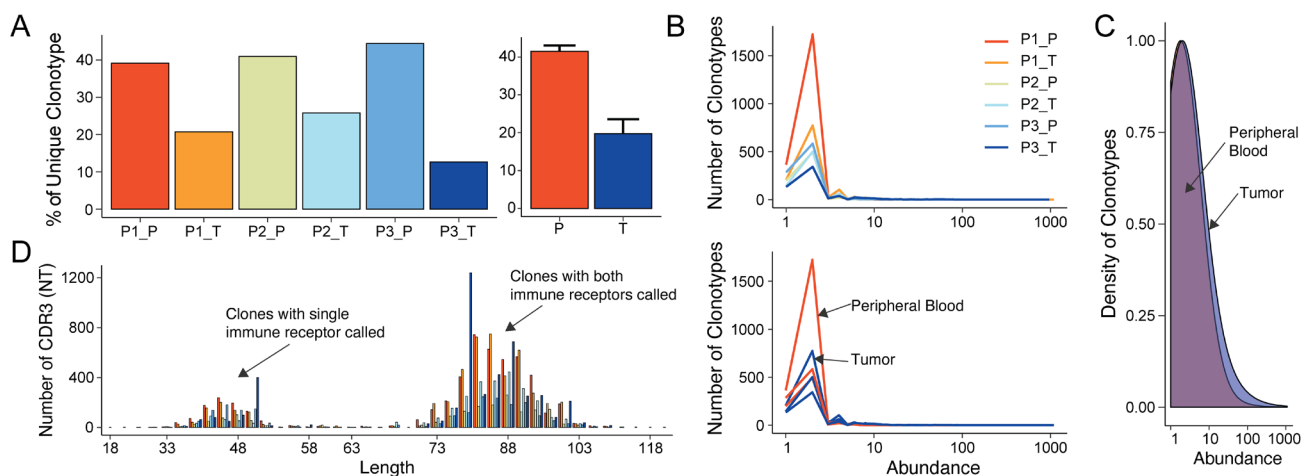 A
% of Unique Clonotype
40
30
20
10
0
P1_P
P1_T
P2_P
P2_T
P3_P
P3_T
40
30
20
10
0
P
T
B
Number of Clonotypes
1500
1000
500
0
1
10
100
1000
P1_P
P1_T
P2_P
P2_T
P3_P
P3_T
Number of Clonotypes
1500
1000
500
0
Peripheral Blood
Tumor
1
10
100
1000
Abundance
C
Density of Clonotypes
1.00
0.75
0.50
0.25
0.00
Peripheral
Blood
Tumor
1
10
100
1000
Abundance
D
Number of CDR3 (NT)
1200
800
400
0
Clones with single
immune receptor called
Clones with both
immune receptors called
18
33
48
58
63
73
88
103
118
Length